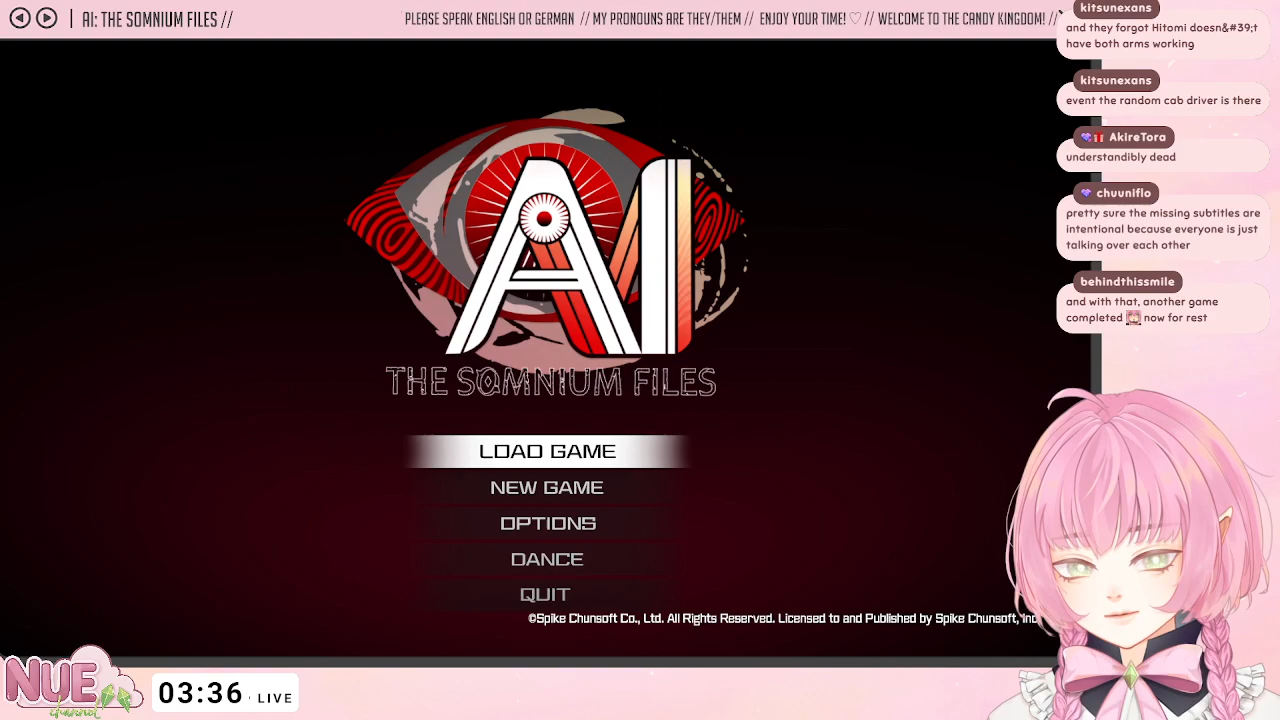 AI: THE SOMNIUM FILES //
PLEASE SPEAK ENGLISH OR GERMAN // MY PRONOUNS ARE THEY/THEM // ENJOY YOUR TIME! ♡ // WELCOME TO THE CANDY KINGDOM! //
kitsunexans
and they forgot Hitomi doesn&#39;t
have both arms working
kitsunexans
event the random cab driver is there
AkireTora
understandibly dead
chuuniflo
pretty sure the missing subtitles are
intentional because everyone is just
talking over each other
behindthissmile
and with that, another game
completed now for rest
AI
THE SOMNIUM FILES
LOAD GAME
NEW GAME
OPTIONS
DANCE
QUIT
©Spike Chunsoft Co., Ltd. All Rights Reserved. Licensed to and Published by Spike Chunsoft, Inc
NUE
channel
03:36 · LIVE